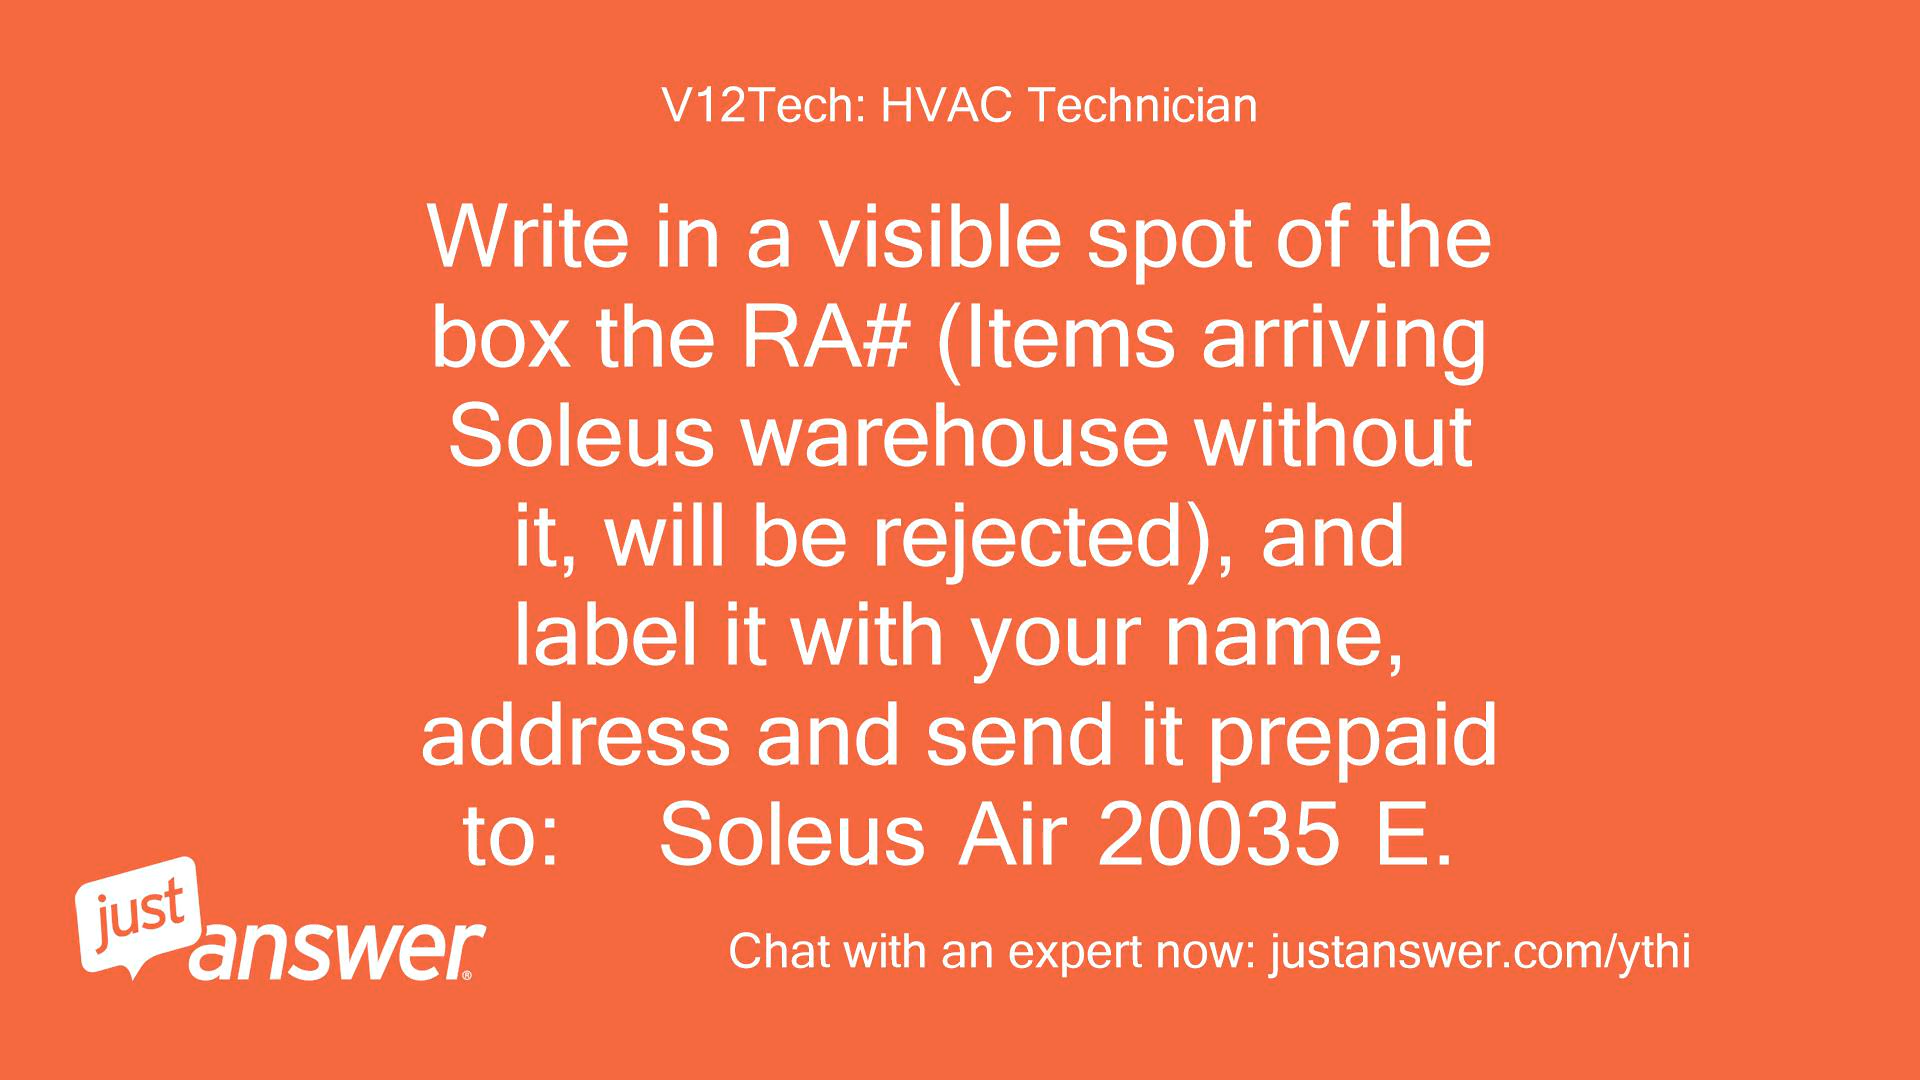 V12Tech: HVAC Technician
Write in a visible spot of the
box the RA# (Items arriving
Soleus warehouse without
it, will be rejected), and
label it with your name,
address and send it prepaid
to: Soleus Air 20035 E.
just
answer®
Chat with an expert now: justanswer.com/ythi